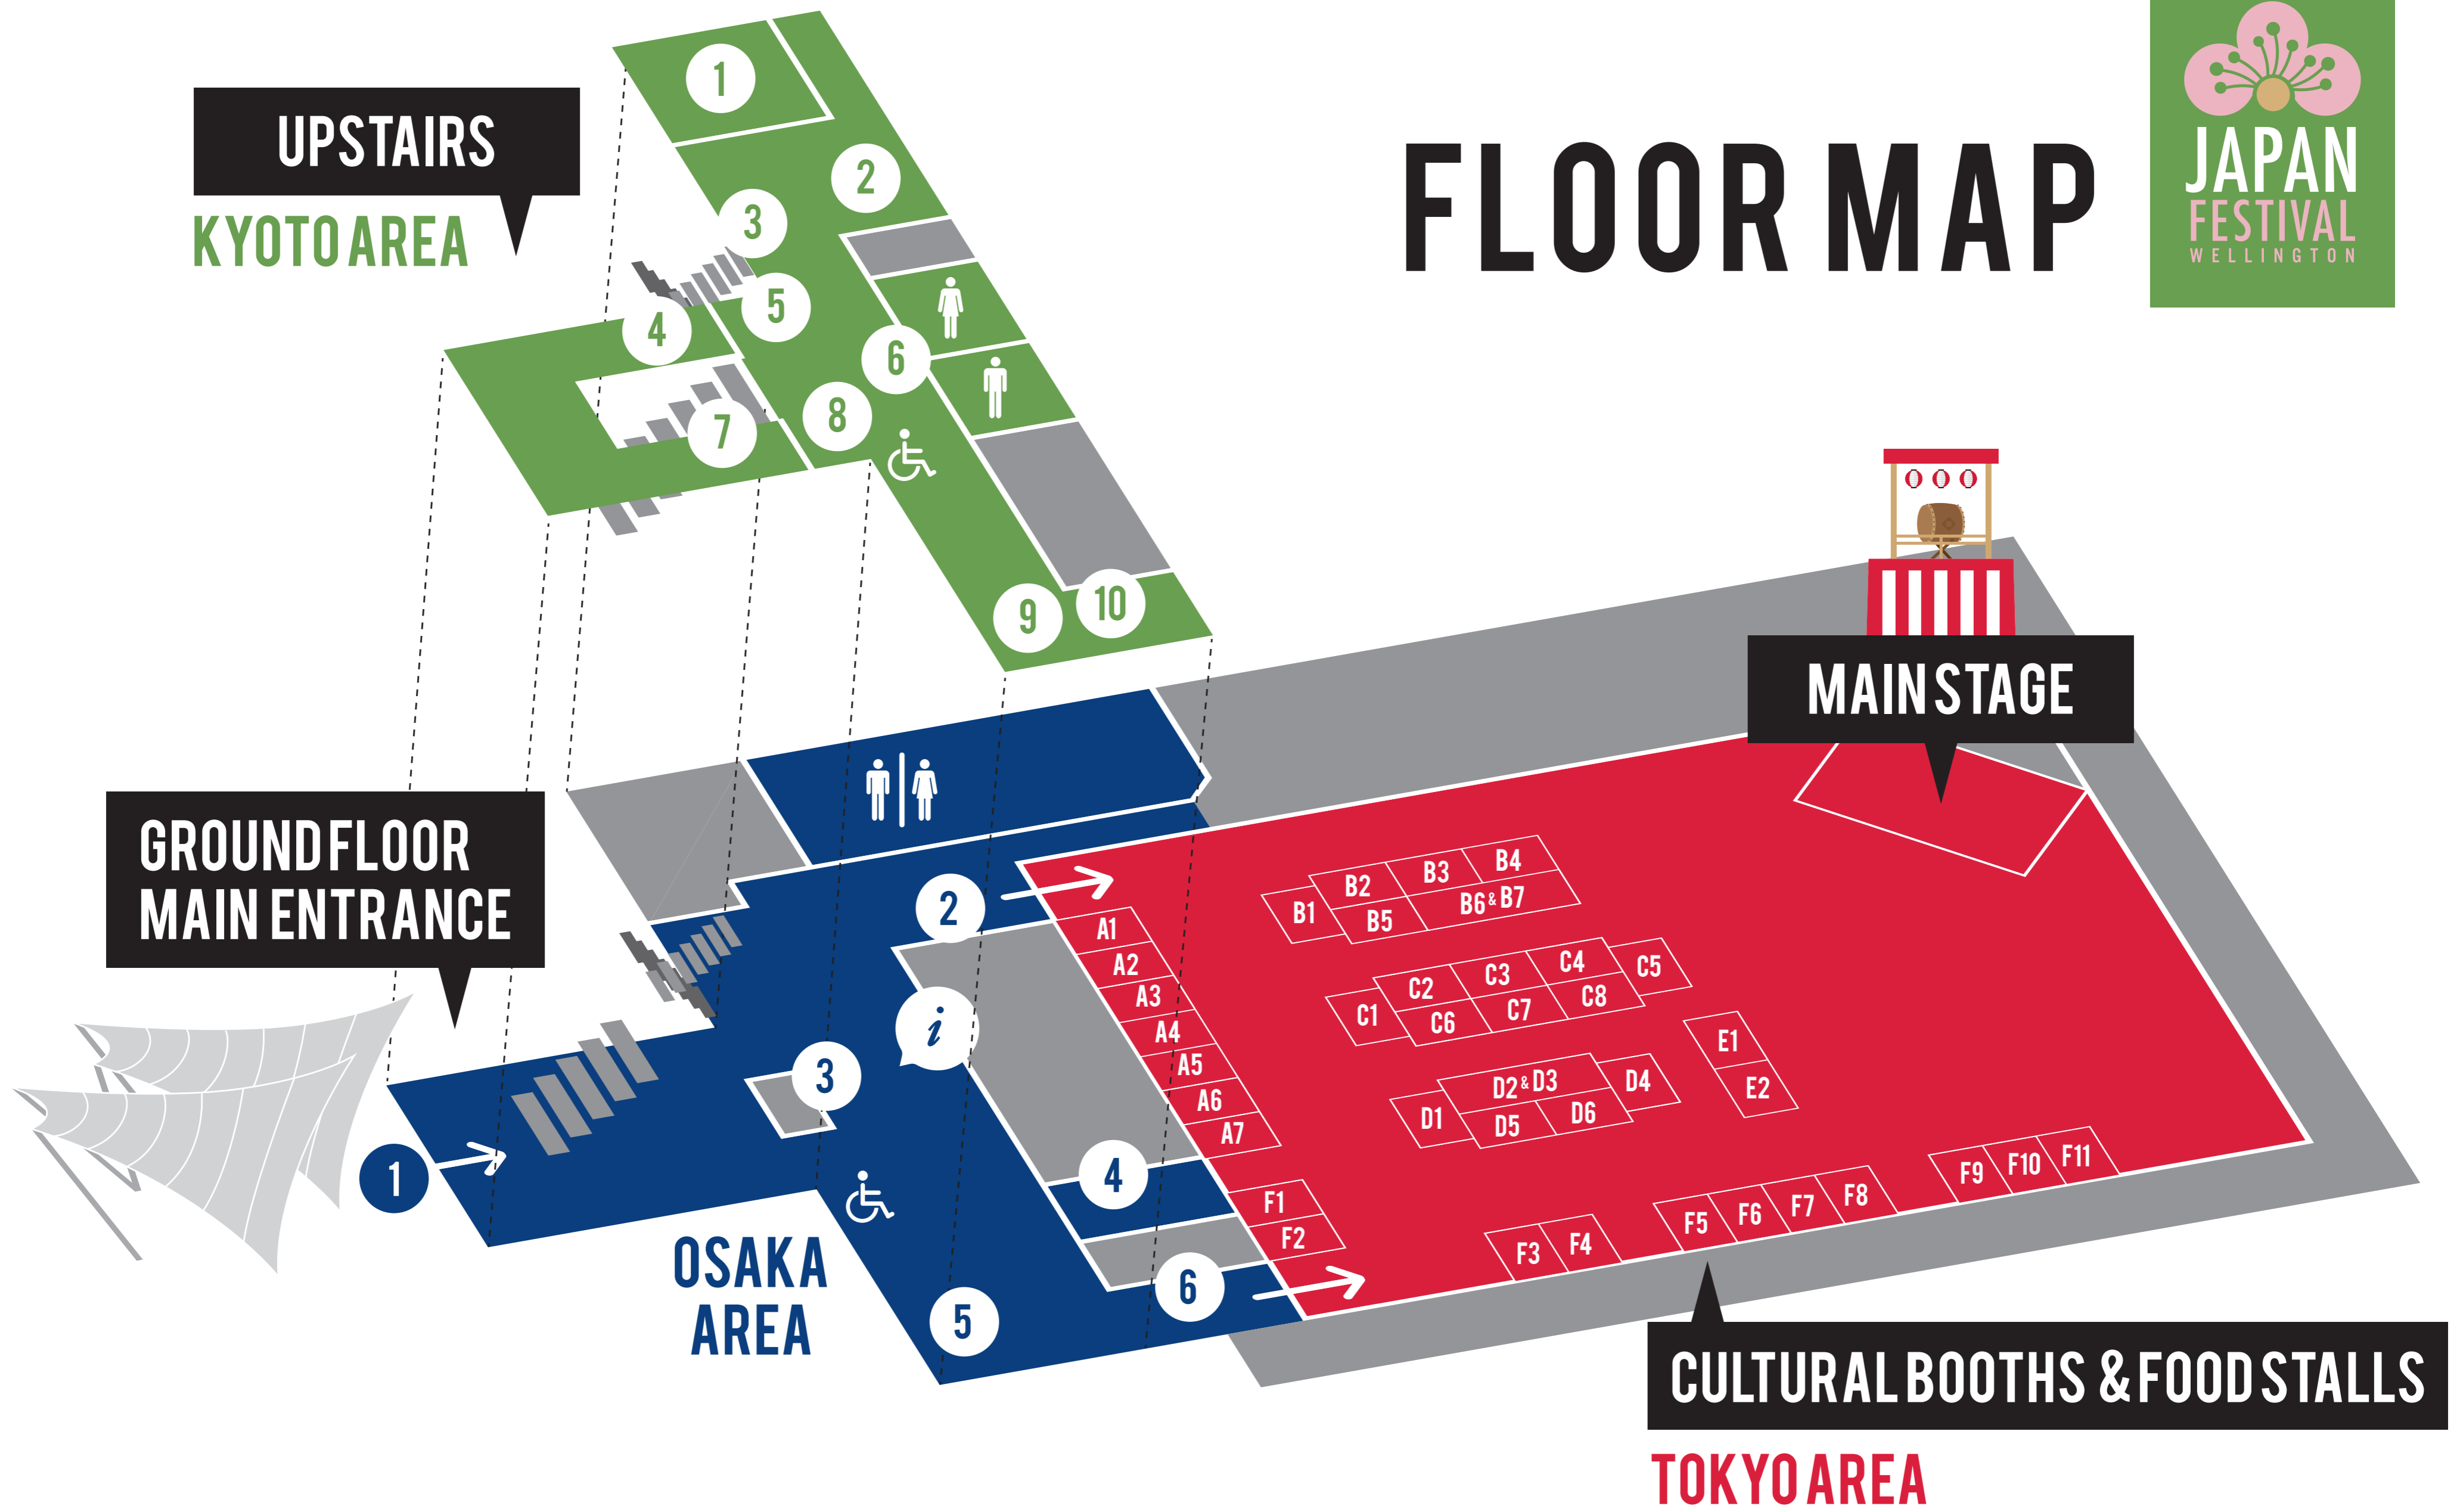 FLOOR MAP
JAPAN
FESTIVAL
WELLINGTON
UPSTAIRS
KYOTO AREA
1
2
3
4
5
6
7
8
9
10
MAIN STAGE
GROUND FLOOR
MAIN ENTRANCE
1
2
3
i
4
5
6
OSAKA
AREA
A1
A2
A3
A4
A5
A6
A7
B1
B2
B3
B4
B5
B6 & B7
C1
C2
C3
C4
C5
C6
C7
C8
D1
D2 & D3
D4
D5
D6
E1
E2
F1
F2
F3
F4
F5
F6
F7
F8
F9
F10
F11
CULTURAL BOOTHS & FOOD STALLS
TOKYO AREA